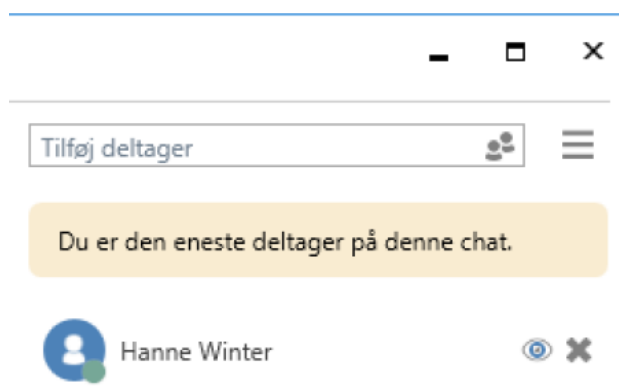 Tilføj deltager
Du er den eneste deltager på denne chat.
Hanne Winter